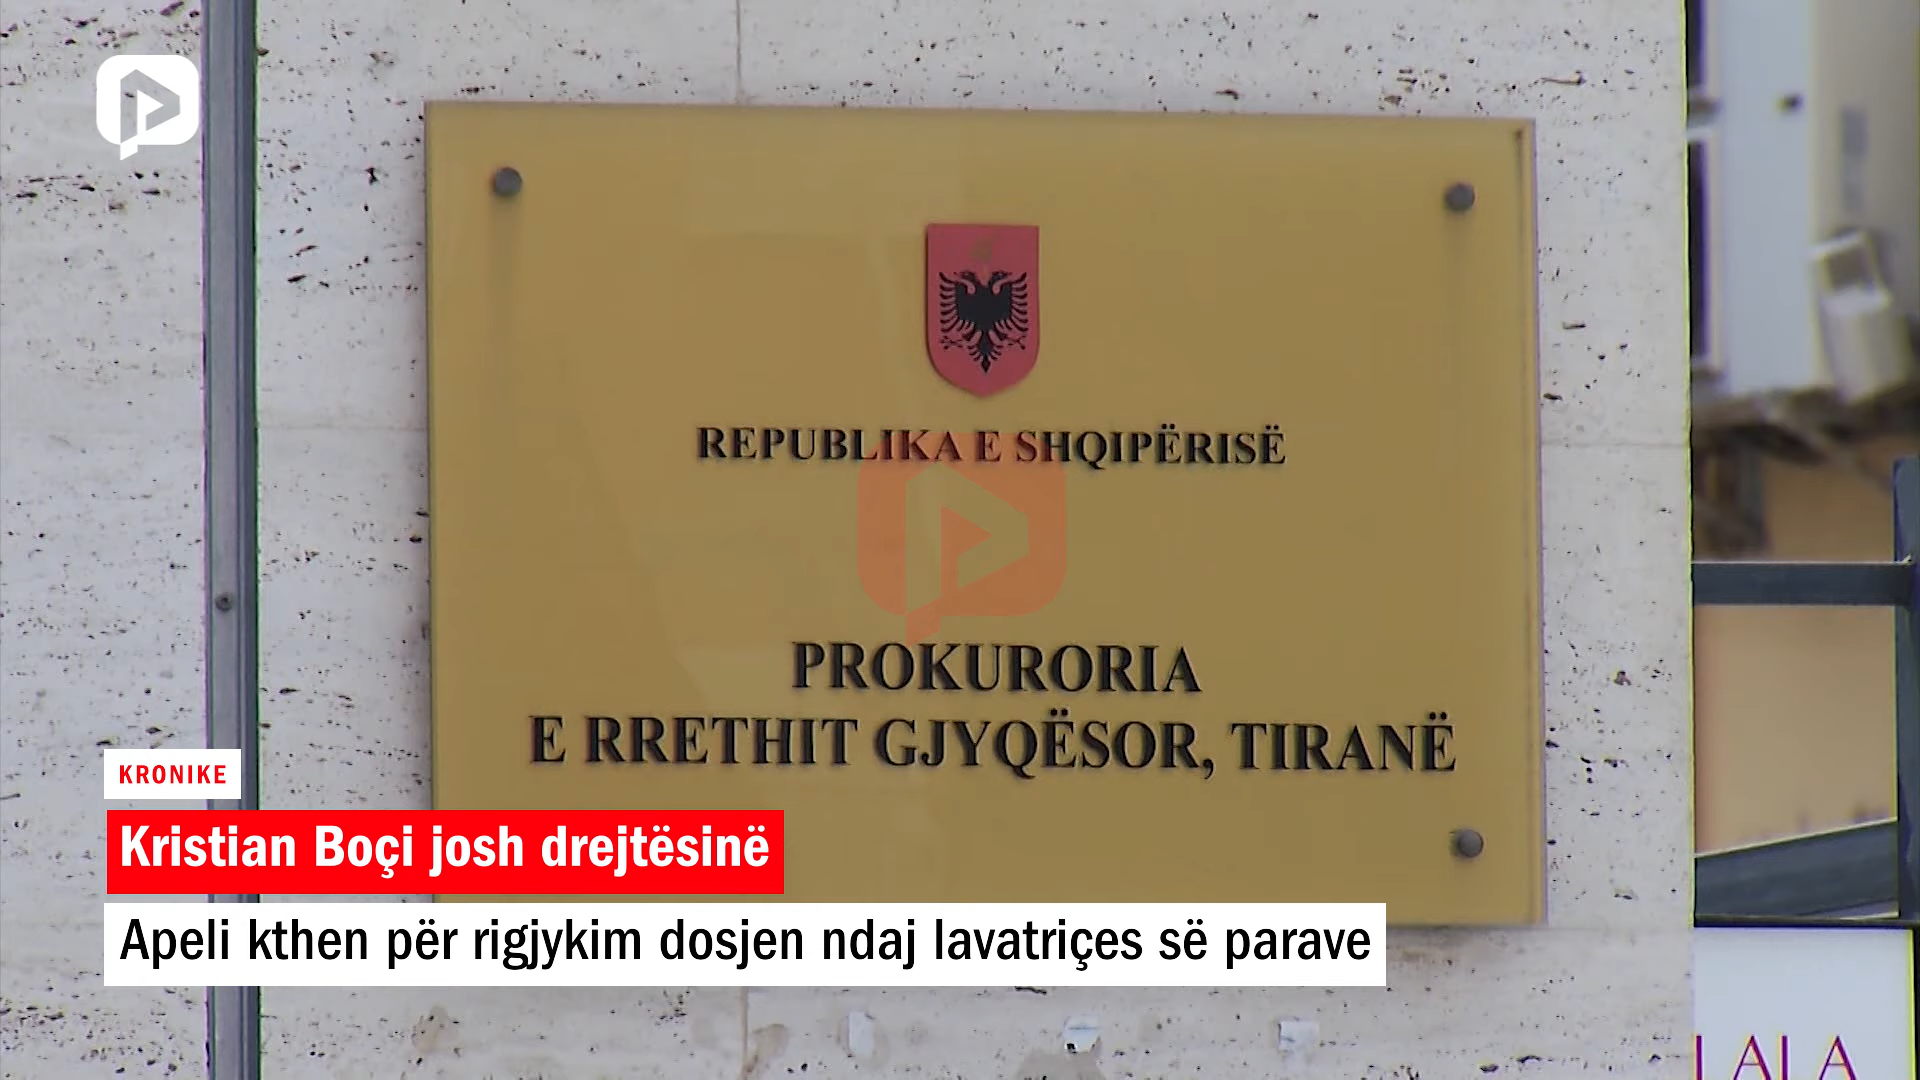 REPUBLIKA E SHQIPËRISË
PROKURORIA
E RRETHIT GJYQËSOR, TIRANË
KRONIKE
Kristian Boçi josh drejtësinë
Apeli kthen për rigjykim dosjen ndaj lavatriçes së parave
LALA